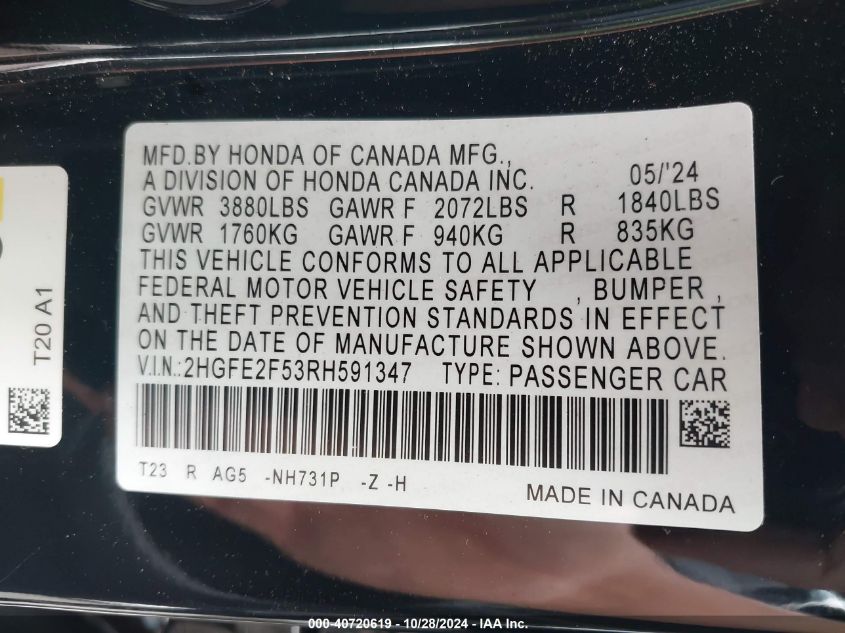 MFD.BY HONDA OF CANADA MFG.,
A DIVISION OF HONDA CANADA INC. 05/'24
GVWR 3880LBS GAWR F 2072LBS R 1840LBS
GVWR 1760KG GAWR F 940KG R 835KG
THIS VEHICLE CONFORMS TO ALL APPLICABLE
FEDERAL MOTOR VEHICLE SAFETY , BUMPER ,
AND THEFT PREVENTION STANDARDS IN EFFECT
ON THE DATE OF MANUFACTURE SHOWN ABOVE.
V.I.N.: 2HGFE2F53RH591347 TYPE: PASSENGER CAR
T23 R AG5 -NH731P -Z -H
MADE IN CANADA
T20 A1
000-40720619 - 10/28/2024 - IAA Inc.